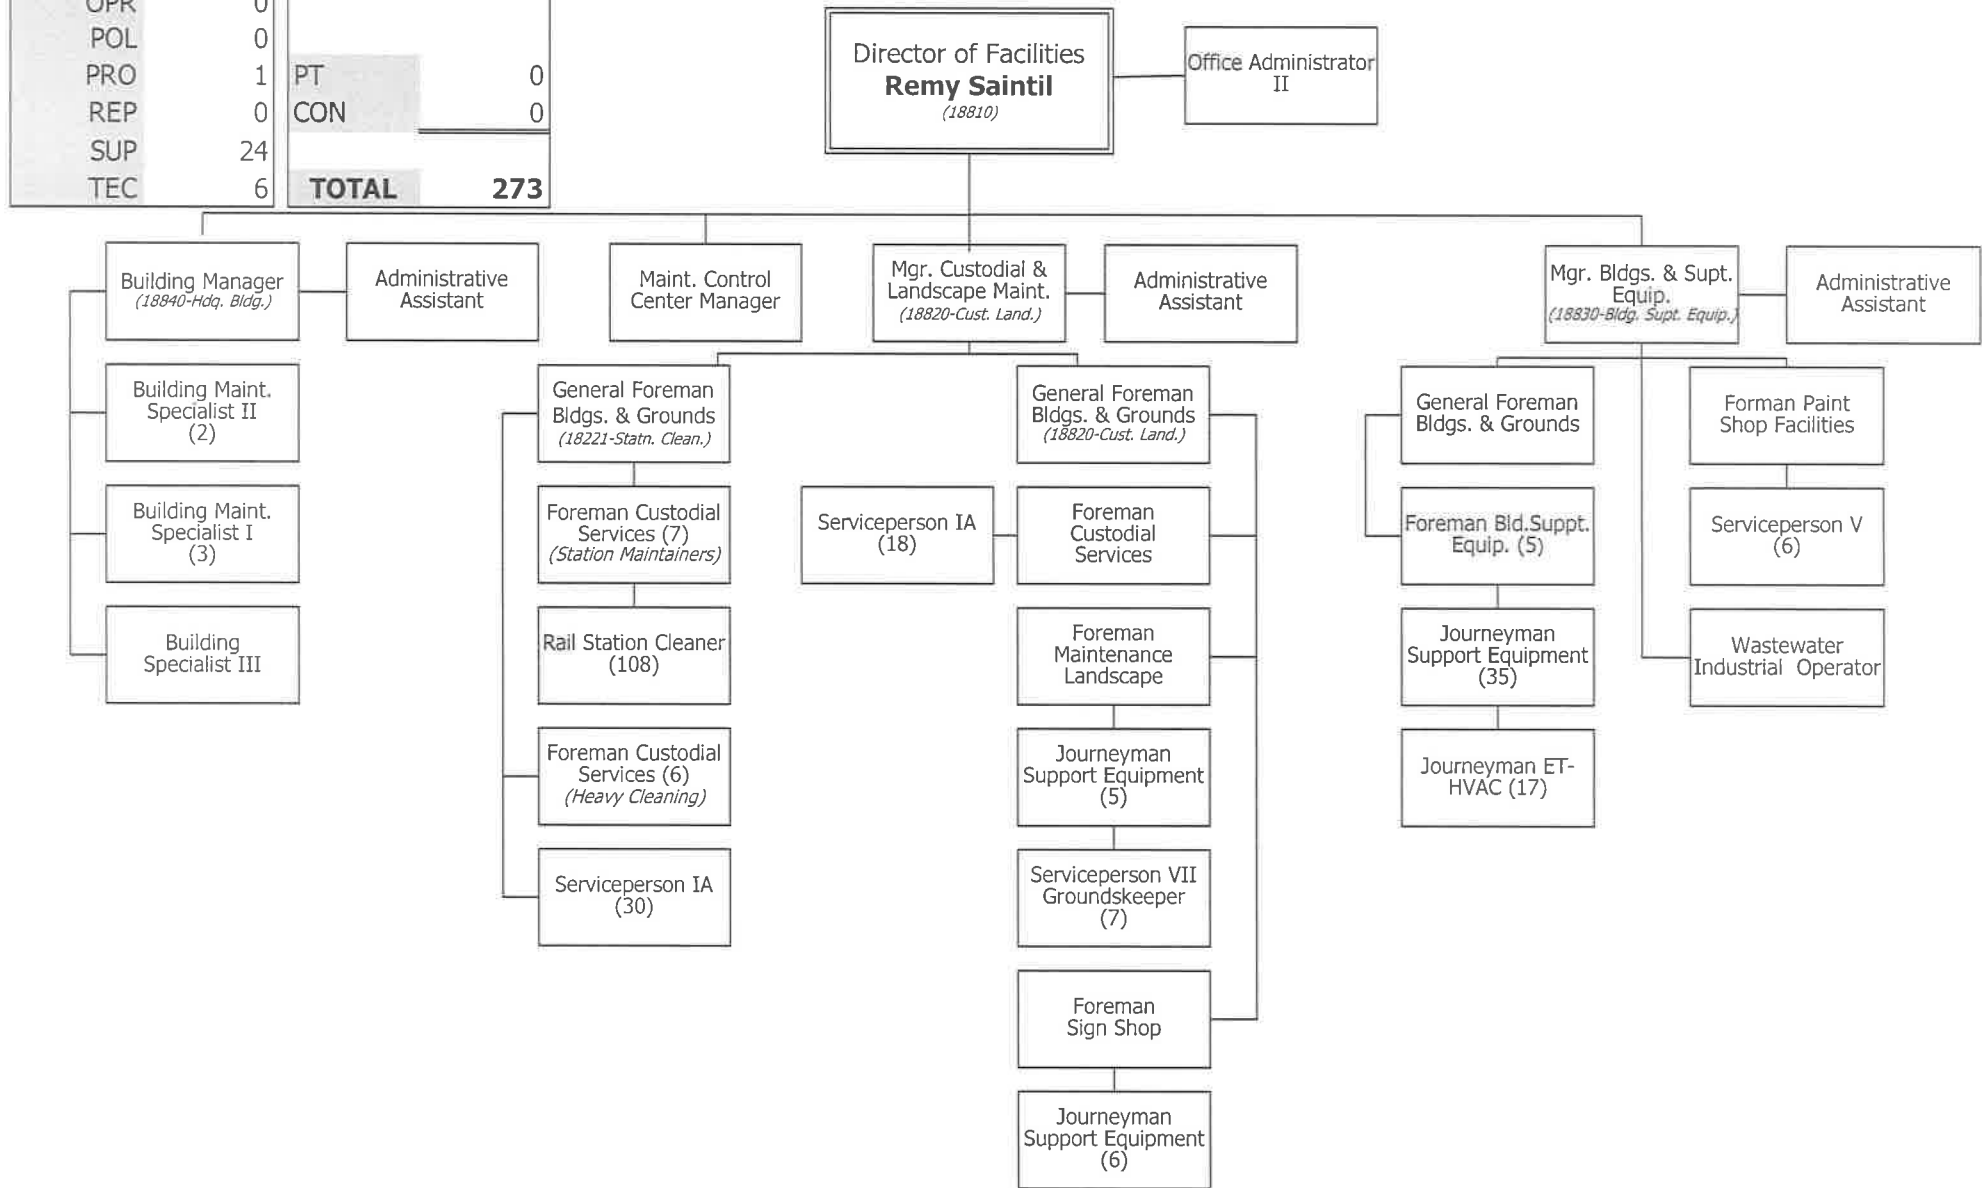 OPR 0
POL 0
PRO 1
REP 0
SUP 24
TEC 6
PT 0
CON 0
TOTAL 273
Director of Facilities
Remy Saintil
(18810)
Office Administrator
II
Building Manager
(18840-Hdq. Bldg.)
Administrative
Assistant
Maint. Control
Center Manager
Mgr. Custodial &
Landscape Maint.
(18820-Cust. Land.)
Administrative
Assistant
Mgr. Bldgs. & Supt.
Equip.
(18830-Bldg. Supt. Equip.)
Administrative
Assistant
Building Maint.
Specialist II
(2)
Building Maint.
Specialist I
(3)
Building
Specialist III
General Foreman
Bldgs. & Grounds
(18221-Statn. Clean.)
Foreman Custodial
Services (7)
(Station Maintainers)
Rail Station Cleaner
(108)
Foreman Custodial
Services (6)
(Heavy Cleaning)
Serviceperson IA
(30)
General Foreman
Bldgs. & Grounds
(18820-Cust. Land.)
Serviceperson IA
(18)
Foreman
Custodial
Services
Foreman
Maintenance
Landscape
Journeyman
Support Equipment
(5)
Serviceperson VII
Groundskeeper
(7)
Foreman
Sign Shop
Journeyman
Support Equipment
(6)
General Foreman
Bldgs. & Grounds
Foreman Bld.Suppt.
Equip. (5)
Journeyman
Support Equipment
(35)
Journeyman ET-
HVAC (17)
Forman Paint
Shop Facilities
Serviceperson V
(6)
Wastewater
Industrial Operator